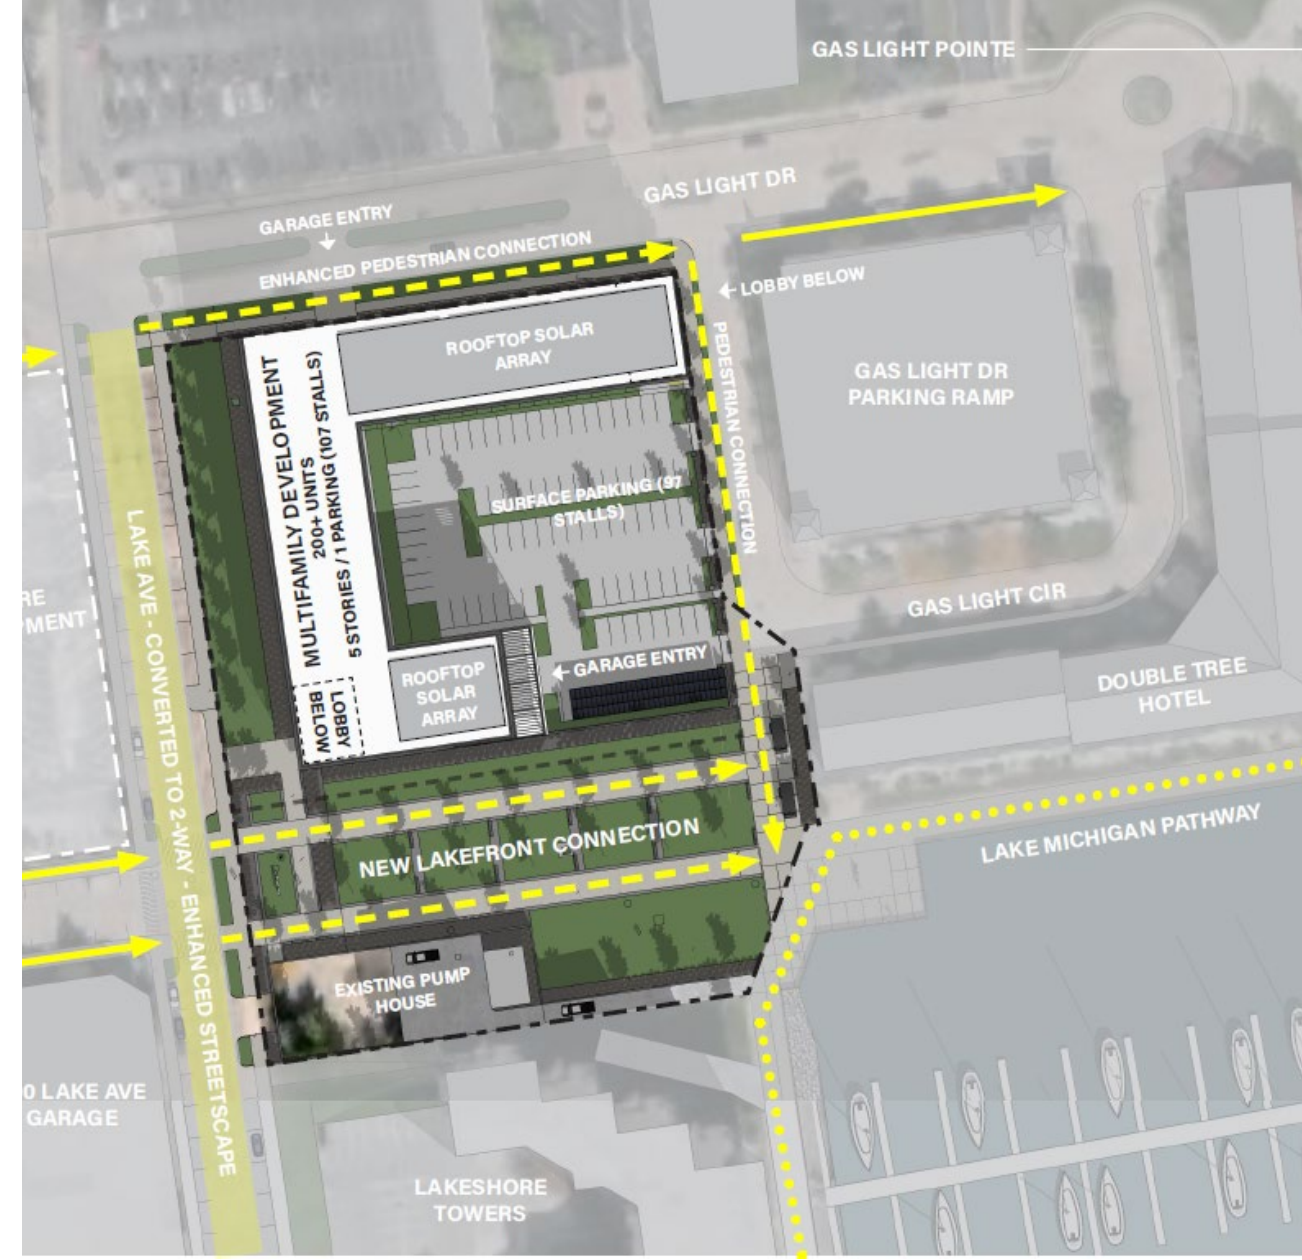 GAS LIGHT POINTE
GAS LIGHT DR
GARAGE ENTRY
ENHANCED PEDESTRIAN CONNECTION
LOBBY BELOW
ROOFTOP SOLAR
ARRAY
PEDESTRIAN CONNECTION
GAS LIGHT DR
PARKING RAMP
MULTIFAMILY DEVELOPMENT
200+ UNITS
5 STORIES / 1 PARKING (107 STALLS)
SURFACE PARKING (97
STALLS)
LAKE AVE - CONVERTED TO 2-WAY - ENHANCED STREETSCAPE
RE
MENT
GAS LIGHT CIR
GARAGE ENTRY
ROOFTOP
SOLAR
ARRAY
LOBBY
BELOW
DOUBLE TREE
HOTEL
NEW LAKEFRONT CONNECTION
LAKE MICHIGAN PATHWAY
EXISTING PUMP
HOUSE
0 LAKE AVE
GARAGE
LAKESHORE
TOWERS